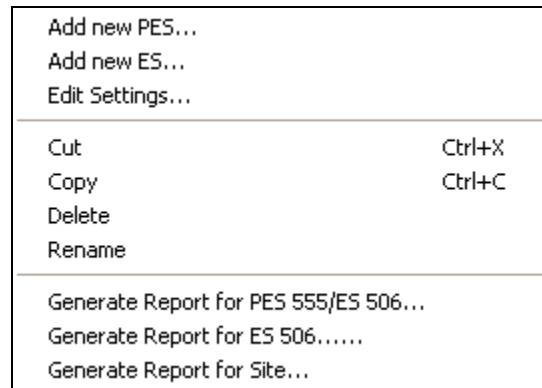 Add new PES...
Add new ES...
Edit Settings...
Cut Ctrl+X
Copy Ctrl+C
Delete
Rename
Generate Report for PES 555/ES 506...
Generate Report for ES 506......
Generate Report for Site...